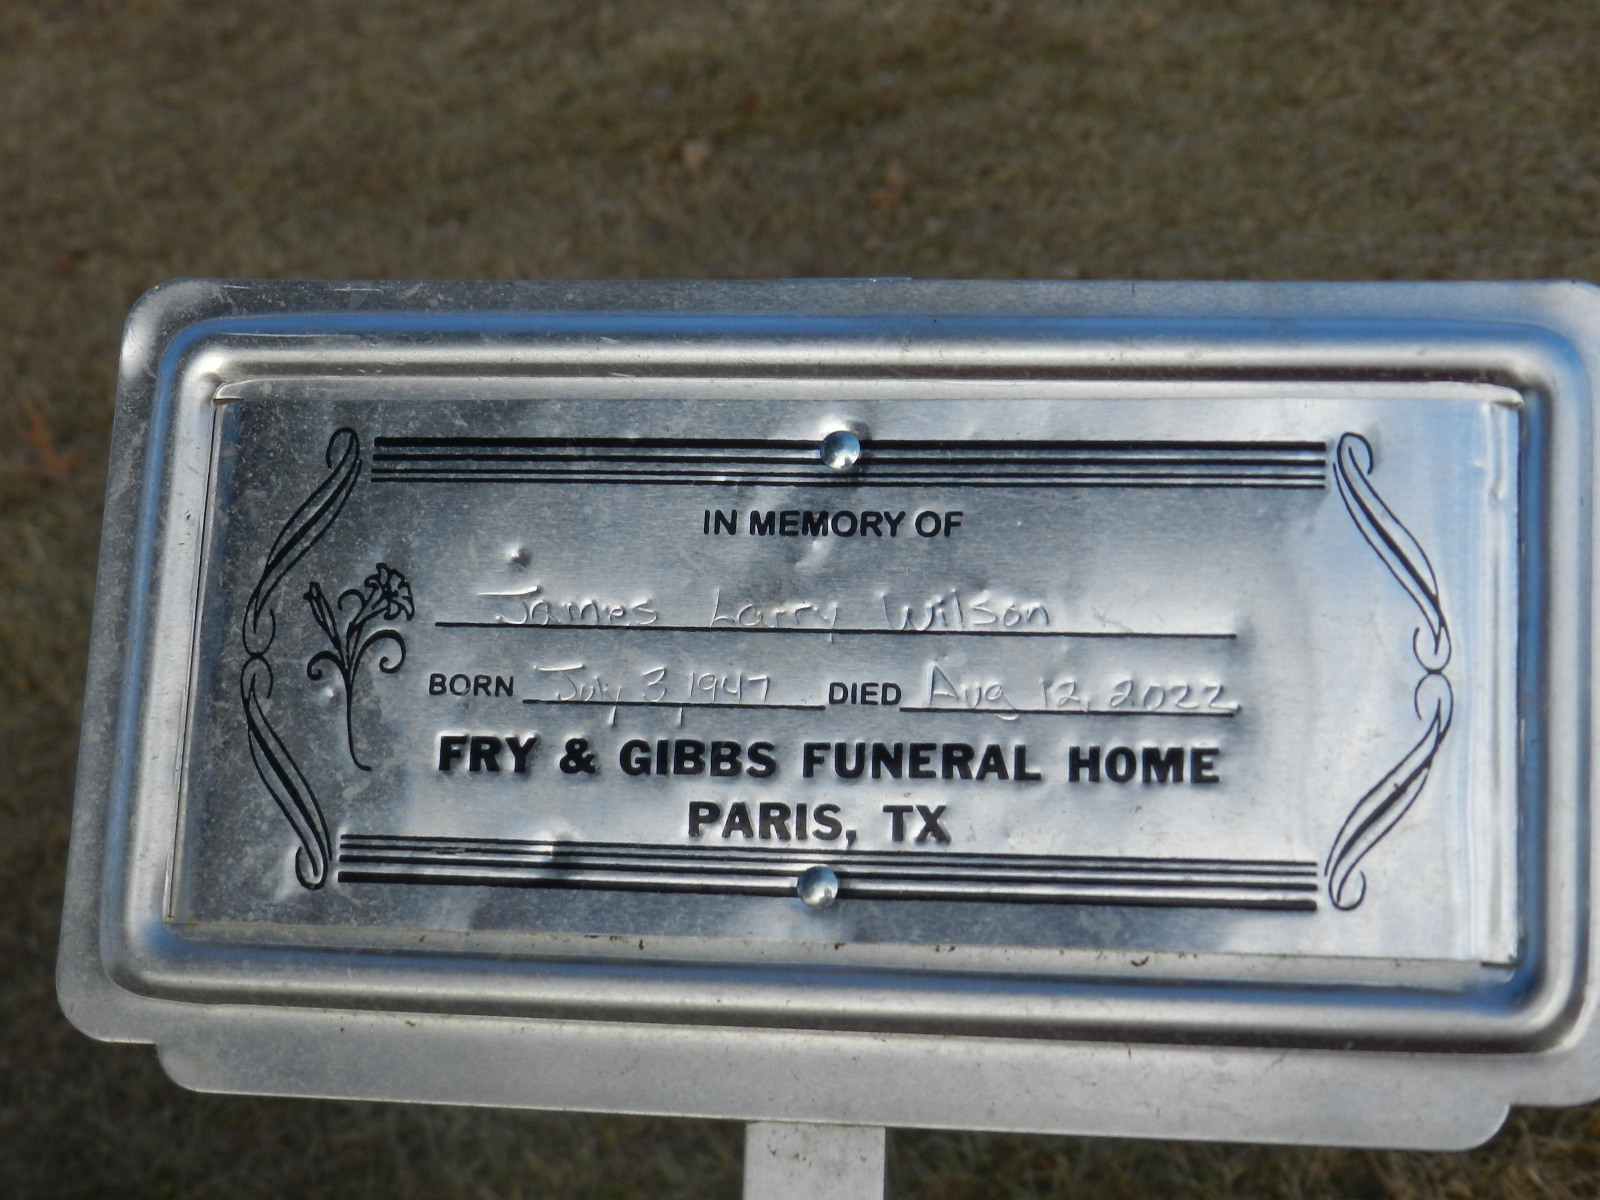 IN MEMORY OF
James Larry Wilson
BORN July 3, 1947 DIED Aug 12, 2022
FRY & GIBBS FUNERAL HOME
PARIS, TX